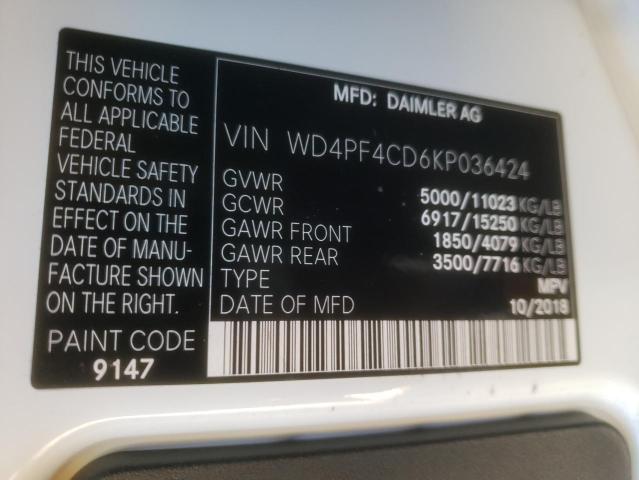 THIS VEHICLE
CONFORMS TO
ALL APPLICABLE
FEDERAL
VEHICLE SAFETY
STANDARDS IN
EFFECT ON THE
DATE OF MANU-
FACTURE SHOWN
ON THE RIGHT.
PAINT CODE
9147
MFD: DAIMLER AG
VIN WD4PF4CD6KP036424
GVWR 5000/11023 KG/LB
GCWR 6917/15250 KG/LB
GAWR FRONT 1850/4079 KG/LB
GAWR REAR 3500/7716 KG/LB
TYPE MPV
DATE OF MFD 10/2018